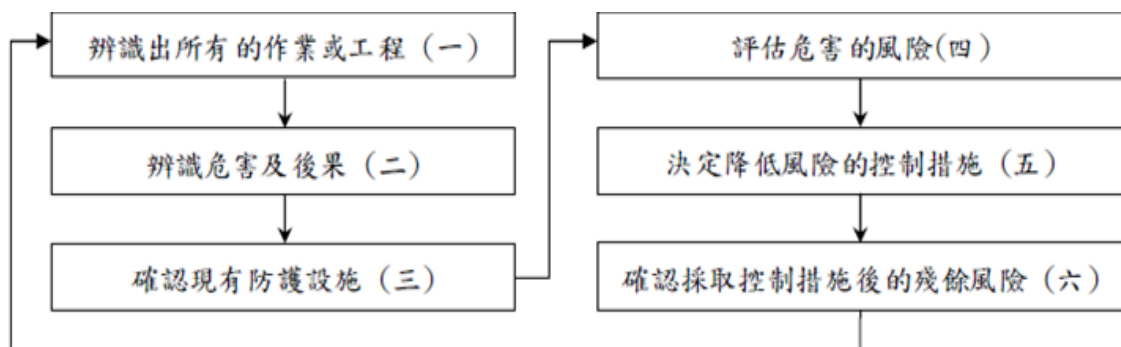 辨識出所有的作業或工程（一）
辨識危害及後果（二）
確認現有防護設施（三）
評估危害的風險(四)
決定降低風險的控制措施（五）
確認採取控制措施後的殘餘風險（六）